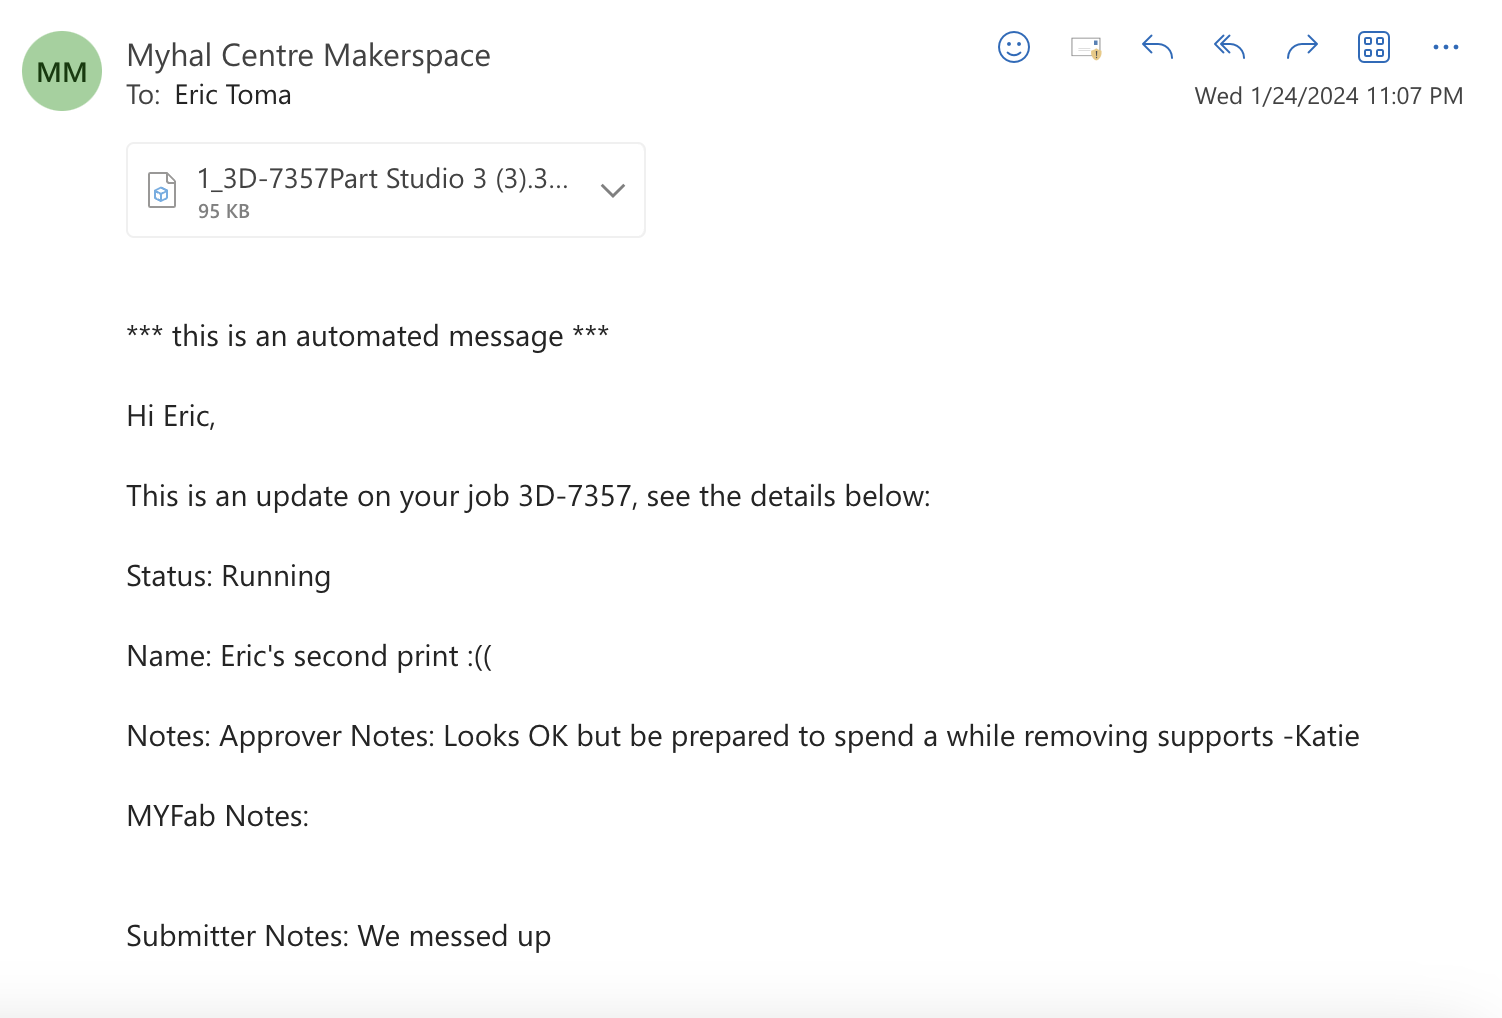 MM
Myhal Centre Makerspace
To: Eric Toma
Wed 1/24/2024 11:07 PM
1_3D-7357Part Studio 3 (3).3...
95 KB
*** this is an automated message ***
Hi Eric,
This is an update on your job 3D-7357, see the details below:
Status: Running
Name: Eric's second print :((
Notes: Approver Notes: Looks OK but be prepared to spend a while removing supports -Katie
MYFab Notes:
Submitter Notes: We messed up